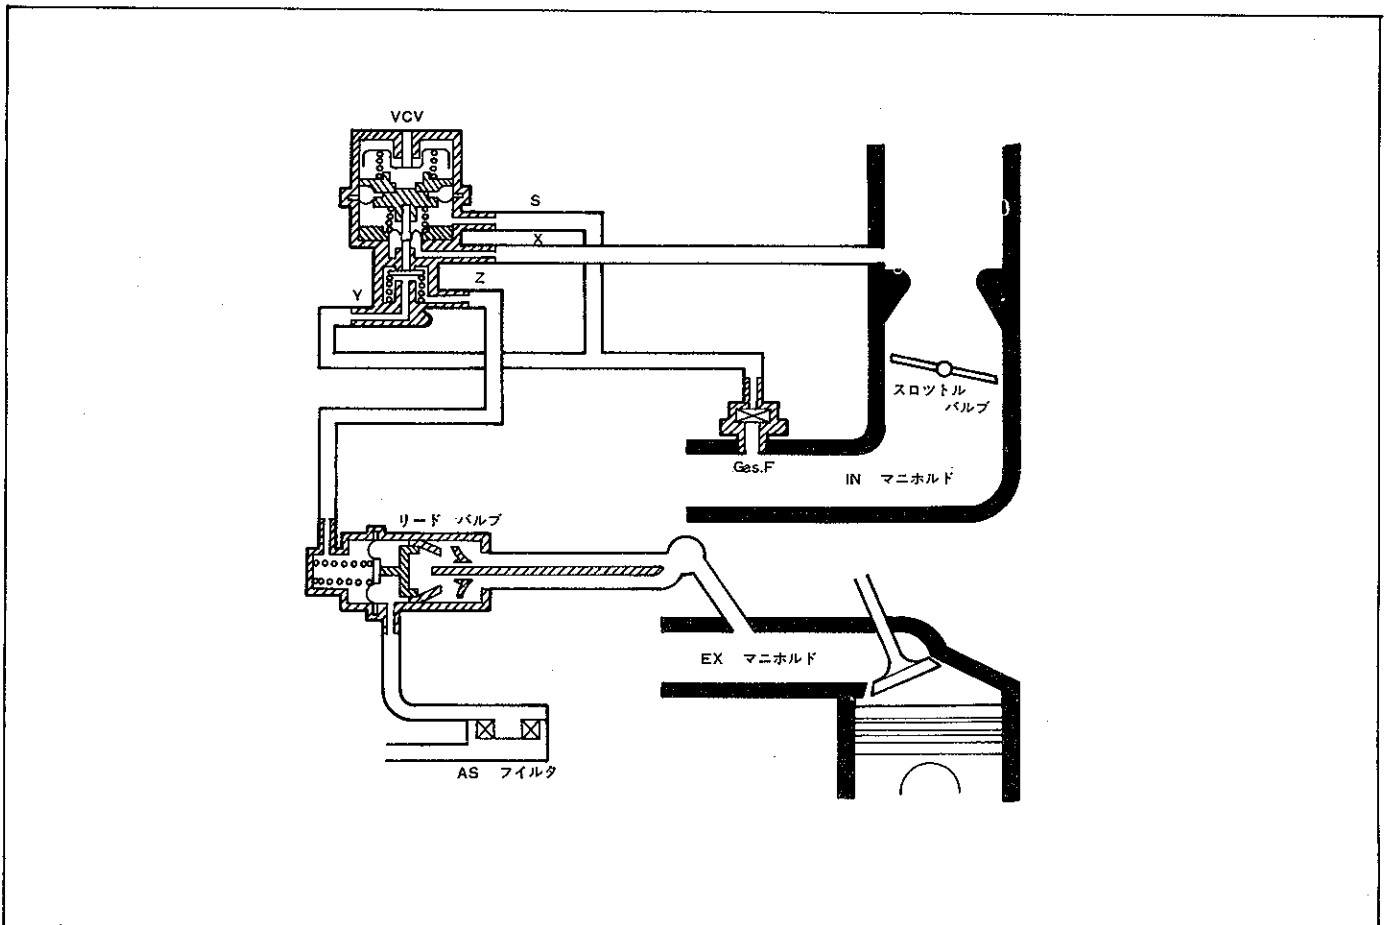 VCV
S
X
Z
Y
スロツトル
バルブ
Gas.F
IN マニホルド
リード バルブ
EX マニホルド
AS フイルタ